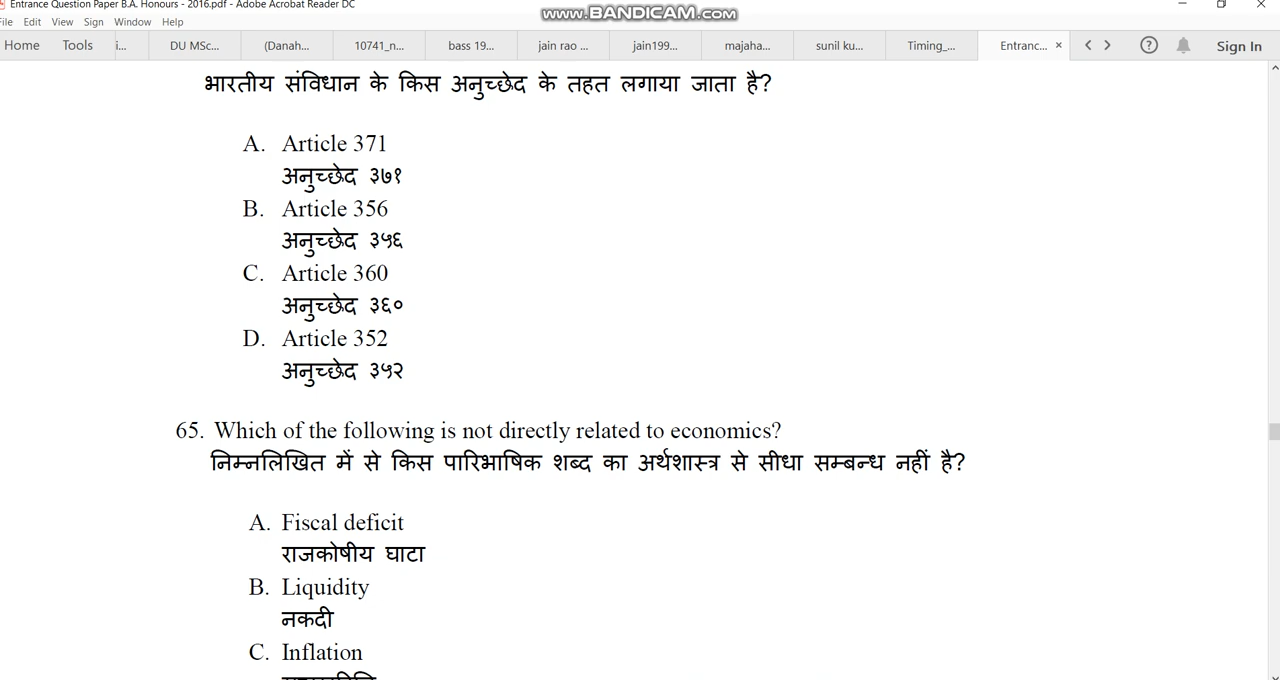 Entrance Question Paper B.A. Honours - 2016.pdf - Adobe Acrobat Reader DC
www.BANDICAM.com
File Edit View Sign Window Help
Home Tools i... DU MSc... (Danah... 10741_n... bass 19... jain rao ... jain199... majaha... sunil ku... Timing_... Entranc... × Sign In
भारतीय संविधान के किस अनुच्छेद के तहत लगाया जाता है?
A. Article 371
अनुच्छेद ३७१
B. Article 356
अनुच्छेद ३५६
C. Article 360
अनुच्छेद ३६०
D. Article 352
अनुच्छेद ३५२
65. Which of the following is not directly related to economics?
निम्नलिखित में से किस पारिभाषिक शब्द का अर्थशास्त्र से सीधा सम्बन्ध नहीं है?
A. Fiscal deficit
राजकोषीय घाटा
B. Liquidity
नकदी
C. Inflation